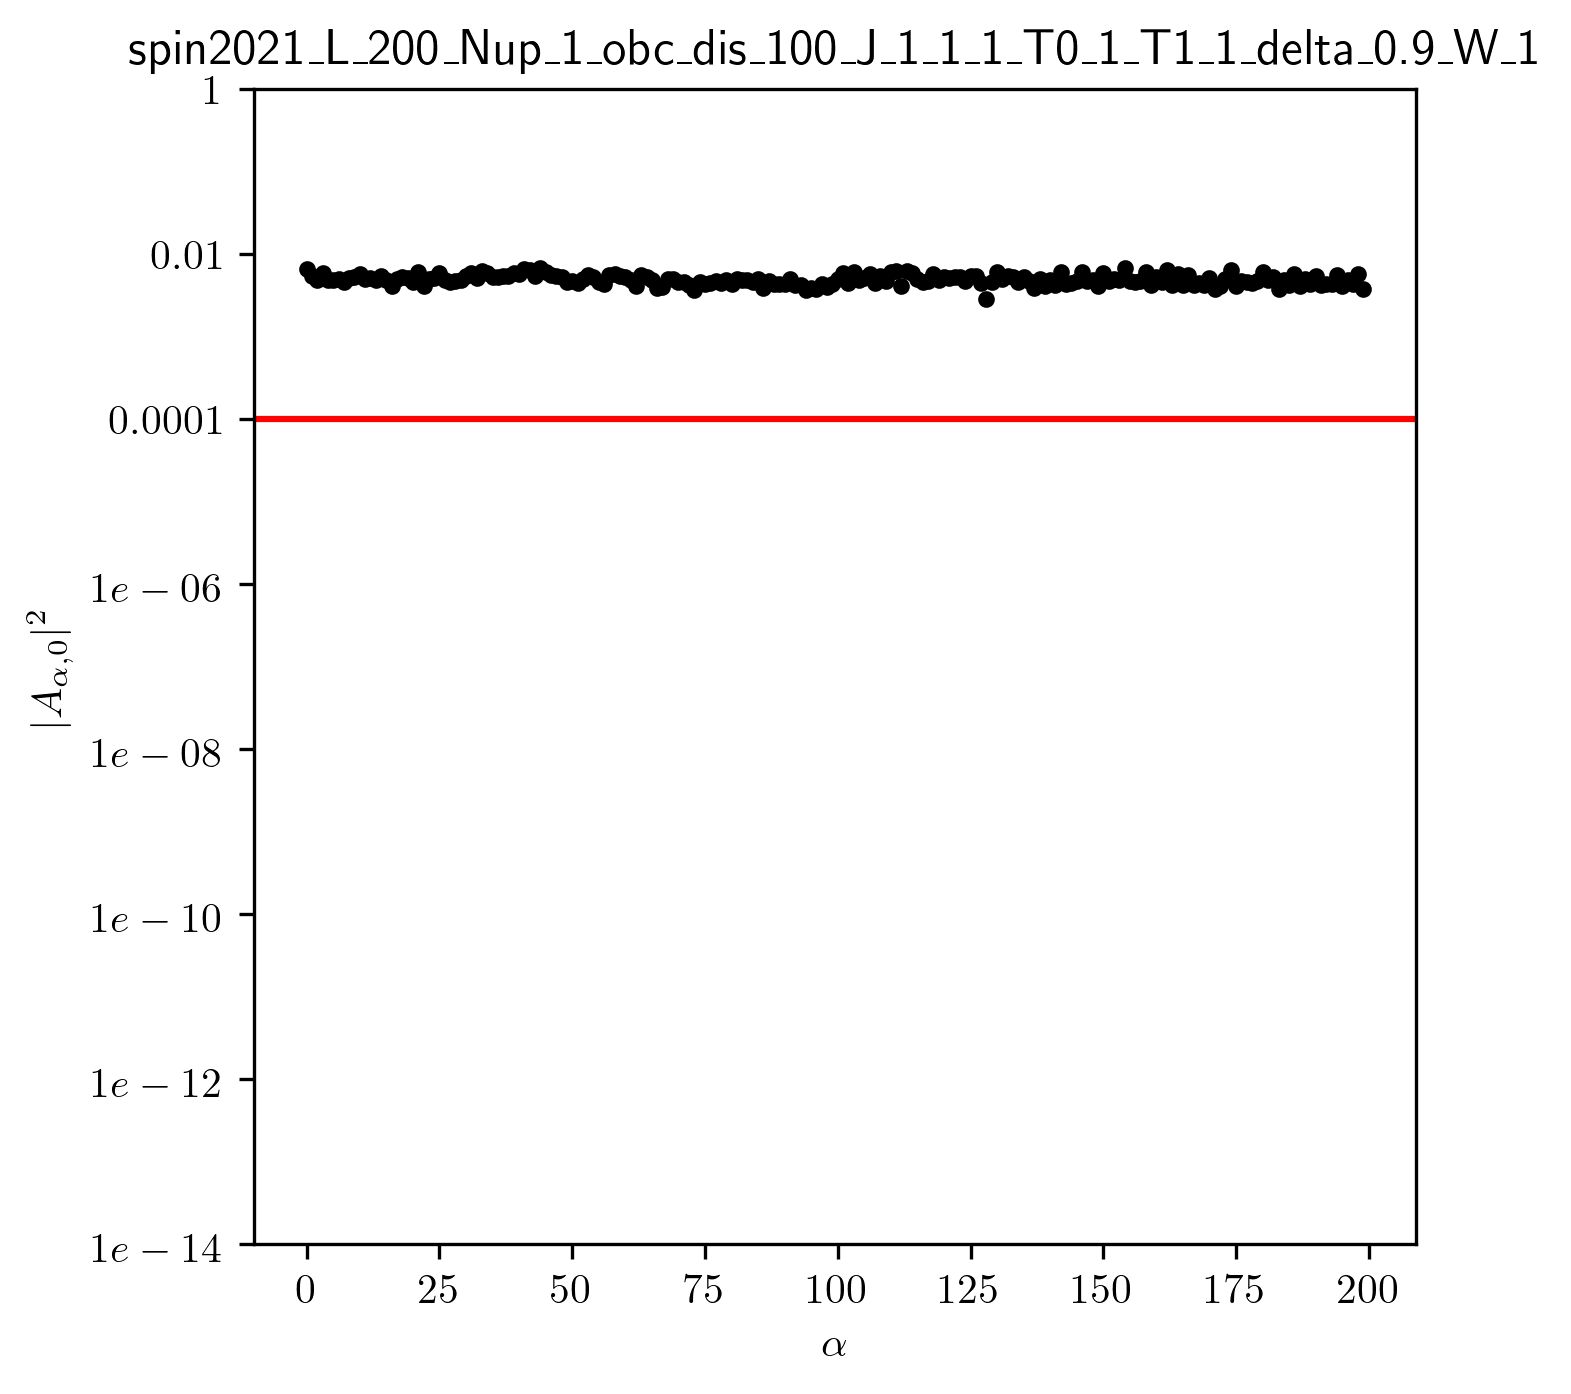 spin2021_L_200_Nup_1_obc_dis_100_J_1_1_1_T0_1_T1_1_delta_0.9_W_1
1
0.01
0.0001
1e − 06
1e − 08
1e − 10
1e − 12
1e − 14
|A_{α,0}|^2
0 25 50 75 100 125 150 175 200
α